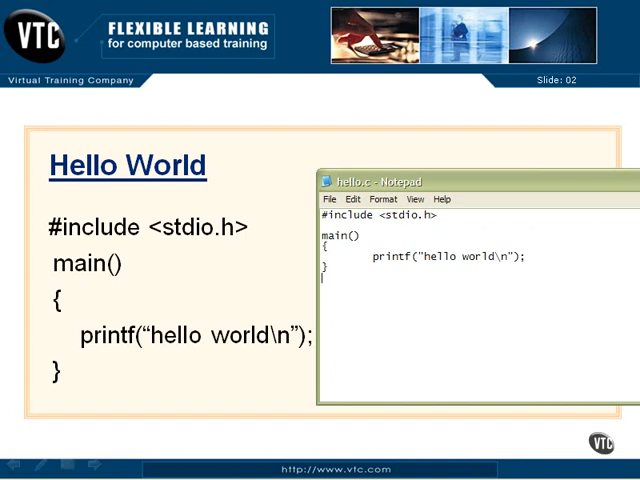 VTC
FLEXIBLE LEARNING
for computer based training
Virtual Training Company
Slide: 02
Hello World
#include <stdio.h>
main()
{
printf(“hello world\n”);
}
hello.c - Notepad
File Edit Format View Help
#include <stdio.h>
main()
{
printf("hello world\n");
}
VTC
http://www.vtc.com